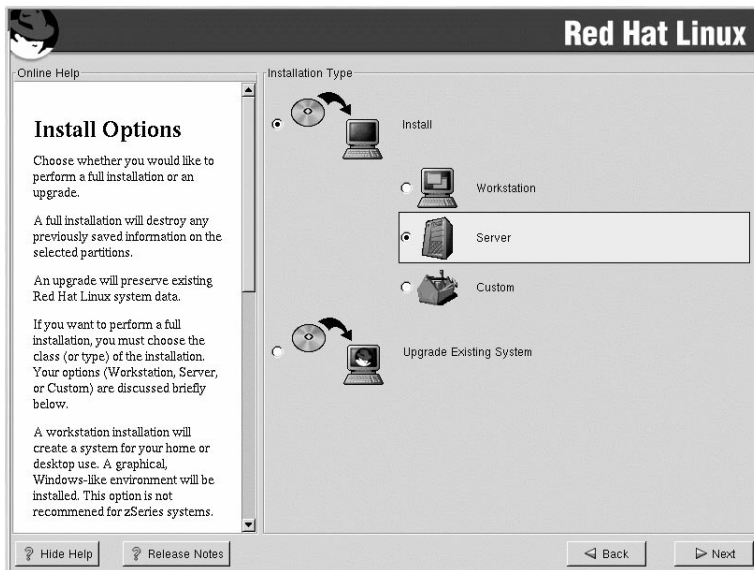 Red Hat Linux
Online Help
Install Options
Choose whether you would like to
perform a full installation or an
upgrade.
A full installation will destroy any
previously saved information on the
selected partitions.
An upgrade will preserve existing
Red Hat Linux system data.
If you want to perform a full
installation, you must choose the
class (or type) of the installation.
Your options (Workstation, Server,
or Custom) are discussed briefly
below.
A workstation installation will
create a system for your home or
desktop use. A graphical,
Windows-like environment will be
installed. This option is not
recommened for zSeries systems.
Installation Type
Install
Workstation
Server
Custom
Upgrade Existing System
? Hide Help
? Release Notes
Back
Next